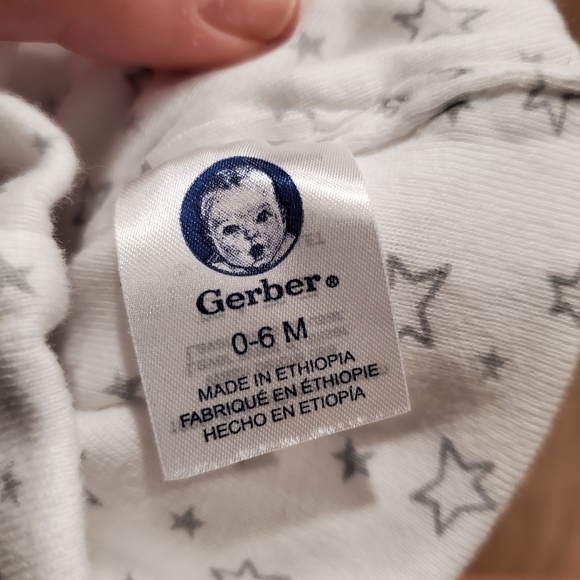 Gerber®
0-6 M
MADE IN ETHIOPIA
FABRIQUÉ EN ÉTHIOPIE
HECHO EN ETIOPÍA